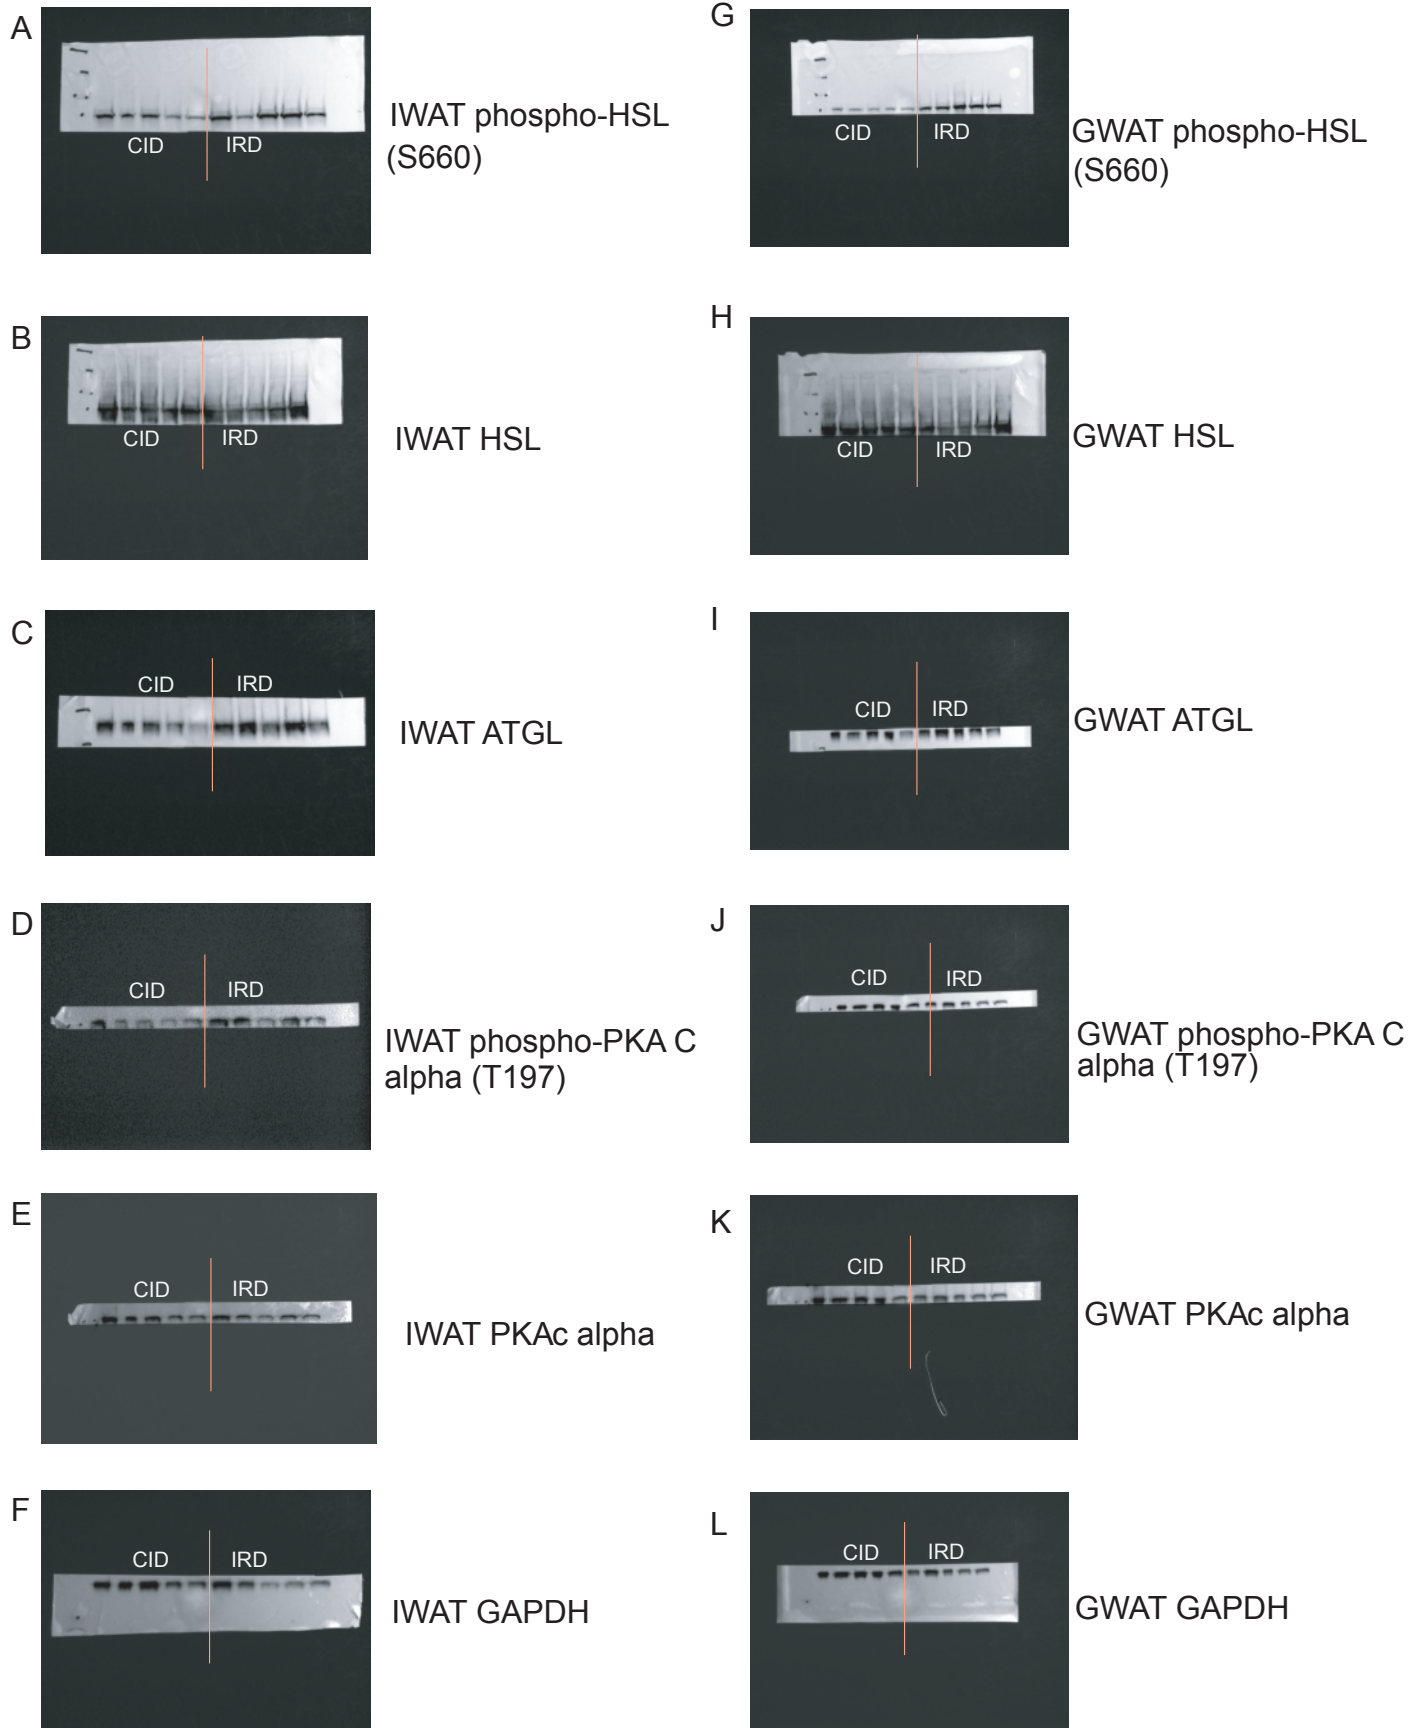 A
CID
IRD
IWAT phospho-HSL
(S660)
G
CID
IRD
GWAT phospho-HSL
(S660)
B
CID
IRD
IWAT HSL
H
CID
IRD
GWAT HSL
C
CID
IRD
IWAT ATGL
I
CID
IRD
GWAT ATGL
D
CID
IRD
IWAT phospho-PKA C
alpha (T197)
J
CID
IRD
GWAT phospho-PKA C
alpha (T197)
E
CID
IRD
IWAT PKAc alpha
K
CID
IRD
GWAT PKAc alpha
F
CID
IRD
IWAT GAPDH
L
CID
IRD
GWAT GAPDH